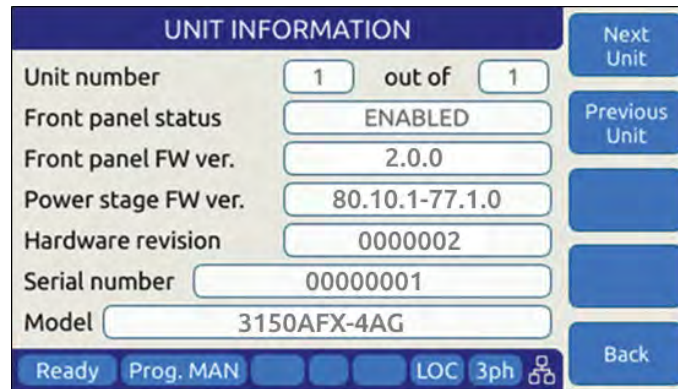 UNIT INFORMATION
Unit number 1 out of 1
Front panel status ENABLED
Front panel FW ver. 2.0.0
Power stage FW ver. 80.10.1-77.1.0
Hardware revision 0000002
Serial number 00000001
Model 3150AFX-4AG
Next
Unit
Previous
Unit
Back
Ready Prog. MAN LOC 3ph